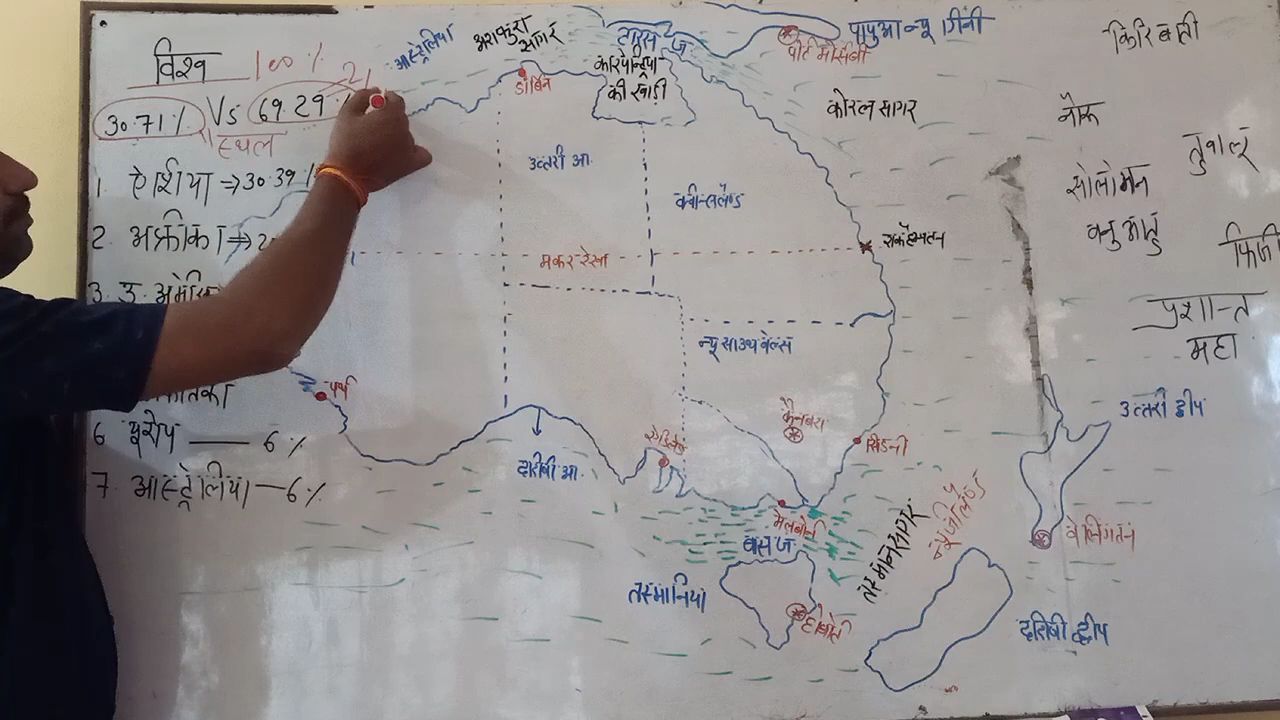 विश्व 100%
30.71% Vs 69.29%
स्थल
1. ऐशिया ⇒ 30.39%
2. अफ्रीका ⇒
3. उ. अमेरि
6 यूरोप —— 6%
7. आस्ट्रेलिया — 6%
आस्ट्रेलिया
अराफुरा सागर
टारस ज.
कारपेन्ट्रिया
की खाड़ी
पापुआ न्यू गिनी
पोर्ट मोर्सबी
डार्बिन
उत्तरी आ.
क्वीन्सलैण्ड
कोरल सागर
मकर रेखा
राकहैम्पटन
न्यू साउथ वेल्स
कैनबरा
सिडनी
पर्थ
दक्षिणी आ.
एडिलेड
मेलबोर्न
बास ज.
तस्मानिया
होबार्ट
तस्मान सागर
न्यूजीलैण्ड
उत्तरी द्वीप
वेलिंगटन
दक्षिणी द्वीप
किरिबाती
नौरू
तुवालू
सोलोमन
वनुआतु
फिजी
प्रशान्त
महा.